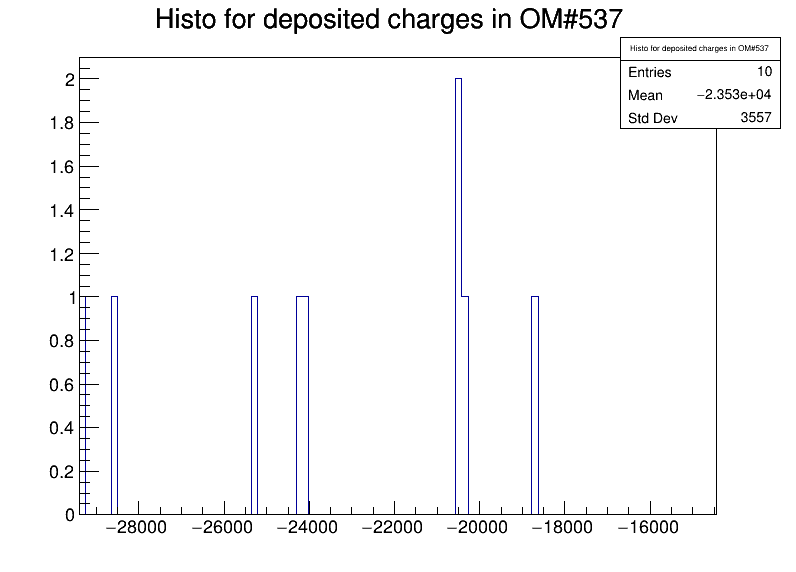 Histo for deposited charges in OM#537
Histo for deposited charges in OM#537
Entries 10
Mean −2.353e+04
Std Dev 3557
2
1.8
1.6
1.4
1.2
1
0.8
0.6
0.4
0.2
0
−28000 −26000 −24000 −22000 −20000 −18000 −16000